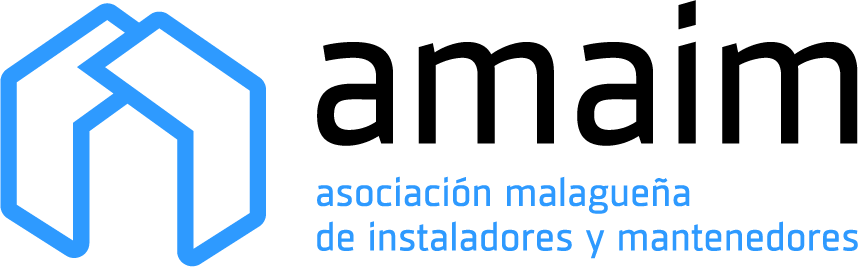 amaim
asociación malagueña
de instaladores y mantenedores